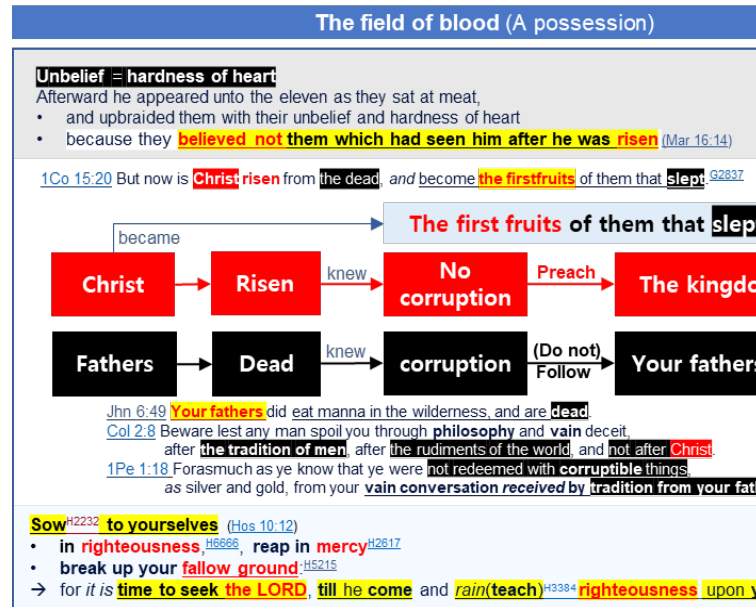 The field of blood (A possession)
Unbelief = hardness of heart
Afterward he appeared unto the eleven as they sat at meat,
• and upbraided them with their unbelief and hardness of heart
• because they believed not them which had seen him after he was risen (Mar 16:14)
1Co 15:20 But now is Christ risen from the dead, and become the firstfruits of them that slept.G2837
became
The first fruits of them that slep
Christ
Risen
knew
No
corruption
Preach
The kingdo
Fathers
Dead
knew
corruption
(Do not)
Follow
Your fathers
Jhn 6:49 Your fathers did eat manna in the wilderness, and are dead.
Col 2:8 Beware lest any man spoil you through philosophy and vain deceit,
after the tradition of men, after the rudiments of the world, and not after Christ.
1Pe 1:18 Forasmuch as ye know that ye were not redeemed with corruptible things,
as silver and gold, from your vain conversation received by tradition from your fat
Sow H2232 to yourselves (Hos 10:12)
• in righteousness,H6666, reap in mercyH2617
• break up your fallow ground:H5215
→ for it is time to seek the LORD, till he come and rain(teach)H3384 righteousness upon